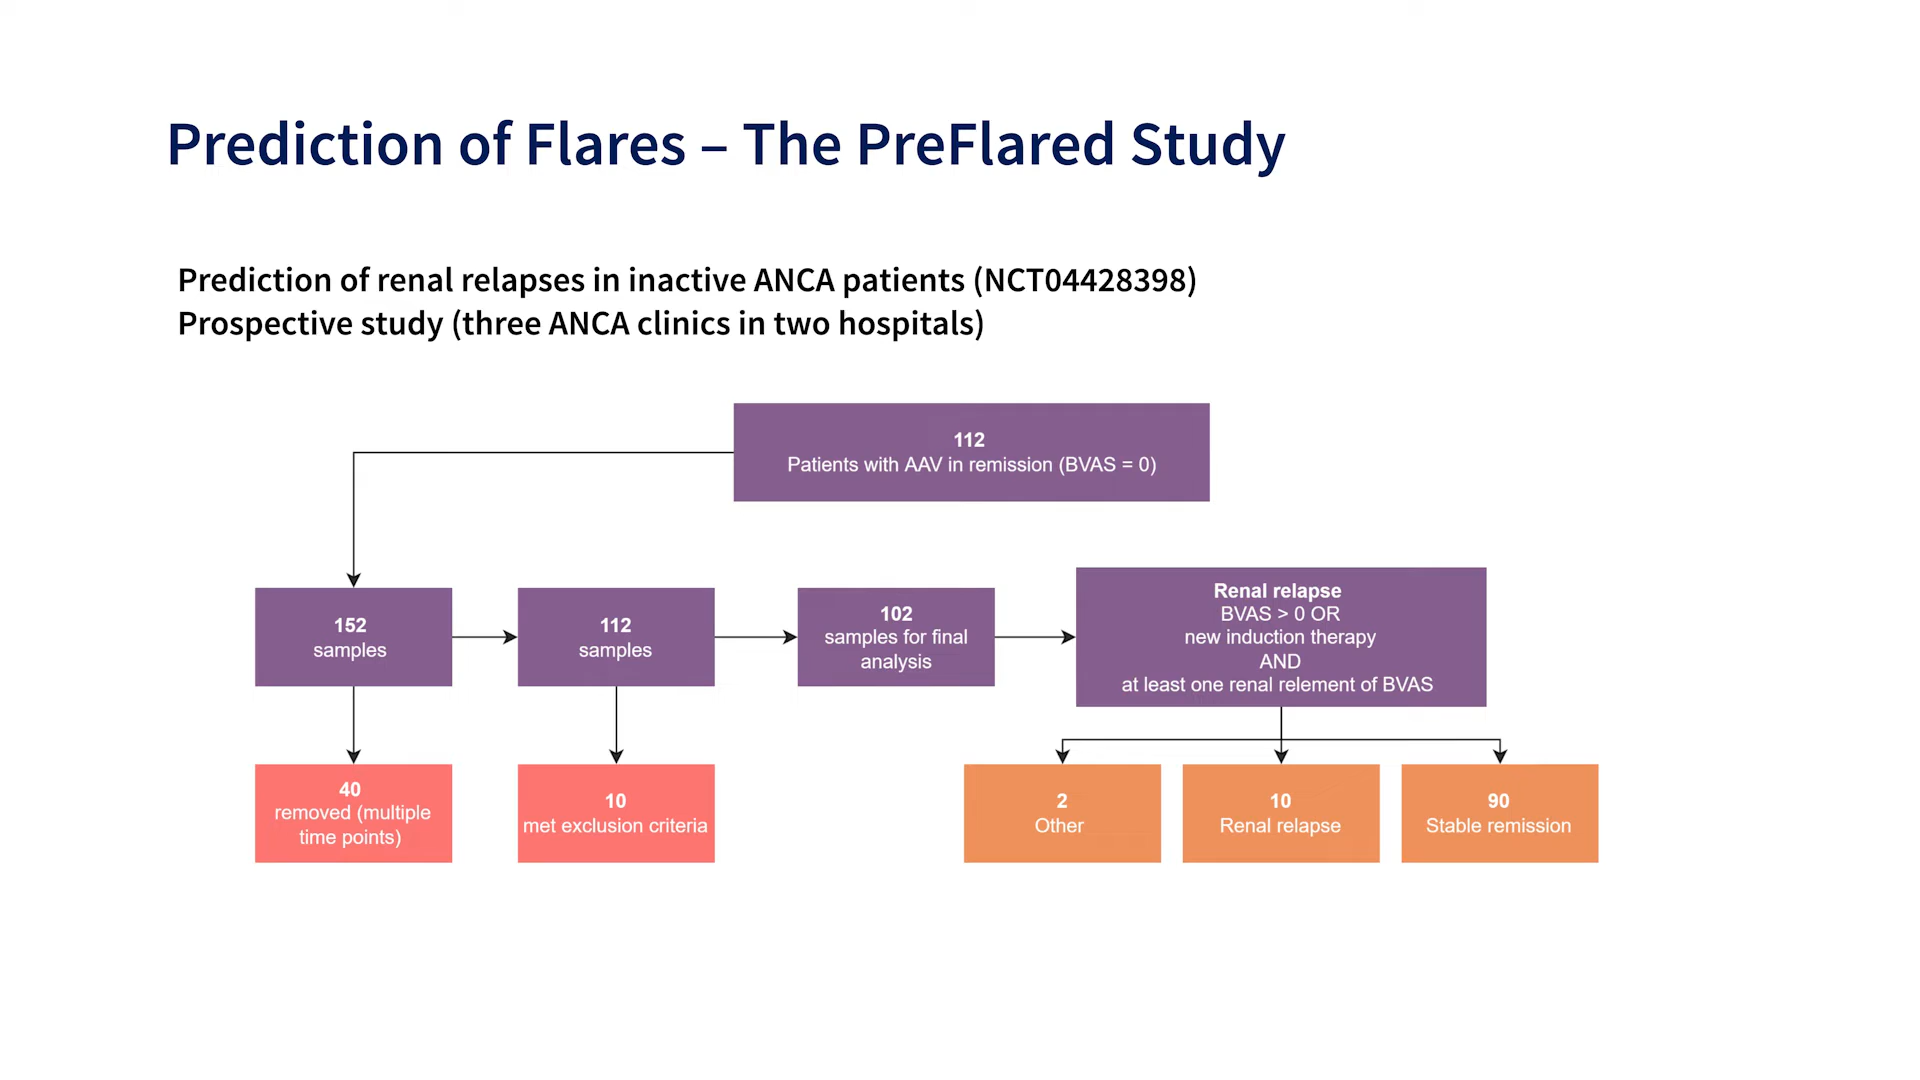 Prediction of Flares – The PreFlared Study
Prediction of renal relapses in inactive ANCA patients (NCT04428398)
Prospective study (three ANCA clinics in two hospitals)
112
Patients with AAV in remission (BVAS = 0)
152
samples
112
samples
102
samples for final
analysis
Renal relapse
BVAS > 0 OR
new induction therapy
AND
at least one renal relement of BVAS
40
removed (multiple
time points)
10
met exclusion criteria
2
Other
10
Renal relapse
90
Stable remission